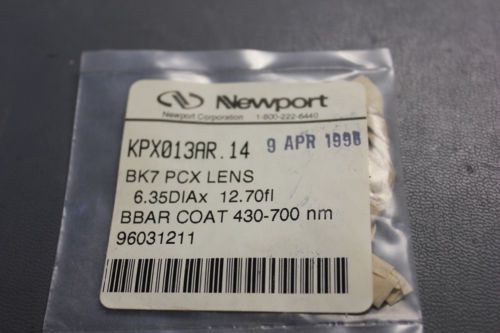 Newport
Newport Corporation 1-800-222-6440
KPX013AR.14 9 APR 1996
BK7 PCX LENS
6.35DIAx 12.70fl
BBAR COAT 430-700 nm
96031211